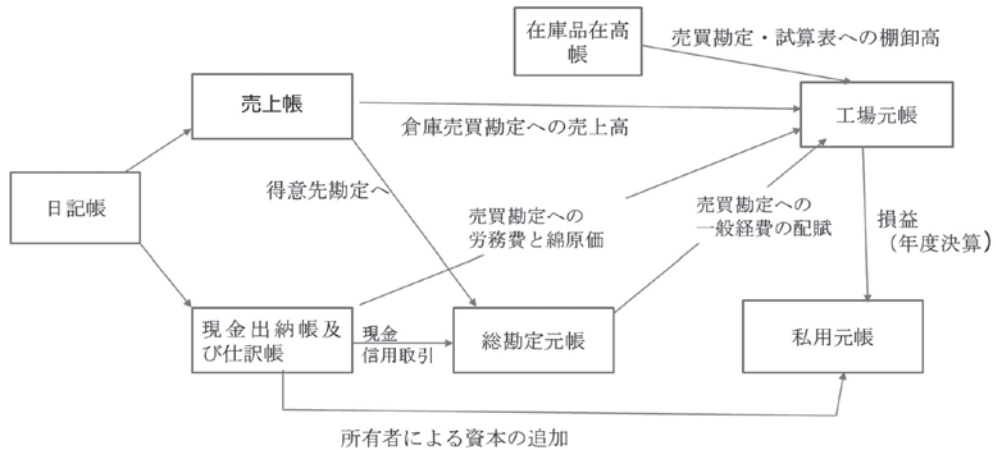 在庫品在高
帳
売買勘定・試算表への棚卸高
売上帳
工場元帳
倉庫売買勘定への売上高
日記帳
得意先勘定へ
売買勘定への
労務費と綿原価
売買勘定への
一般経費の配賦
損益
（年度決算）
現金出納帳及
び仕訳帳
現金
信用取引
総勘定元帳
私用元帳
所有者による資本の追加